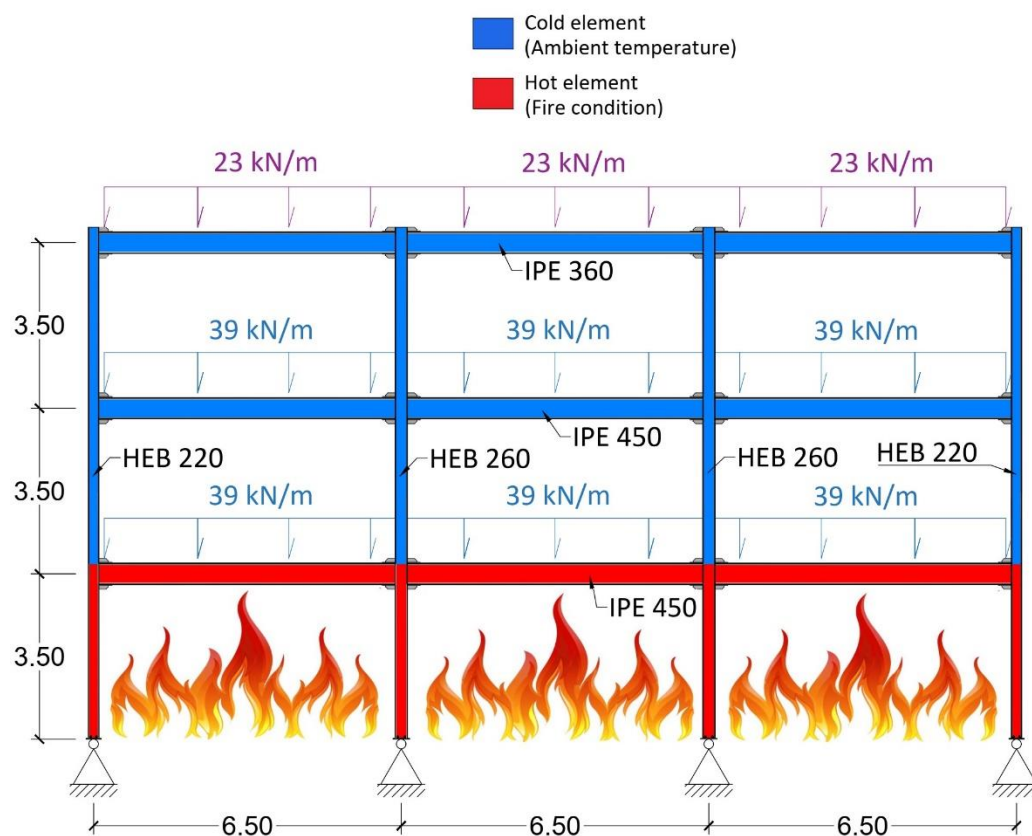 Cold element
(Ambient temperature)
Hot element
(Fire condition)
23 kN/m 23 kN/m 23 kN/m
IPE 360
3.50
39 kN/m 39 kN/m 39 kN/m
IPE 450
HEB 220 HEB 260 HEB 260 HEB 220
3.50
39 kN/m 39 kN/m 39 kN/m
IPE 450
3.50
6.50 6.50 6.50